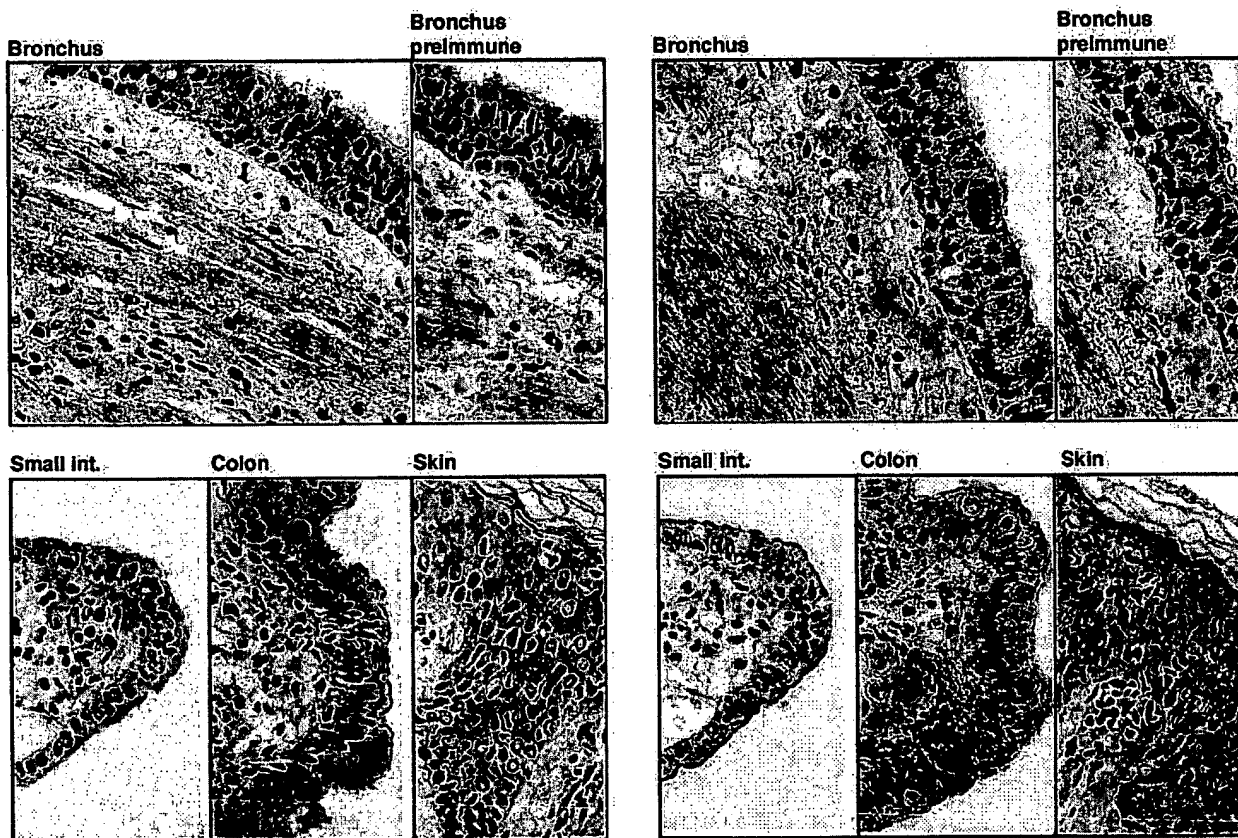 Bronchus
Bronchus
preimmune
Bronchus
Bronchus
preimmune
Small int.
Colon
Skin
Small int.
Colon
Skin